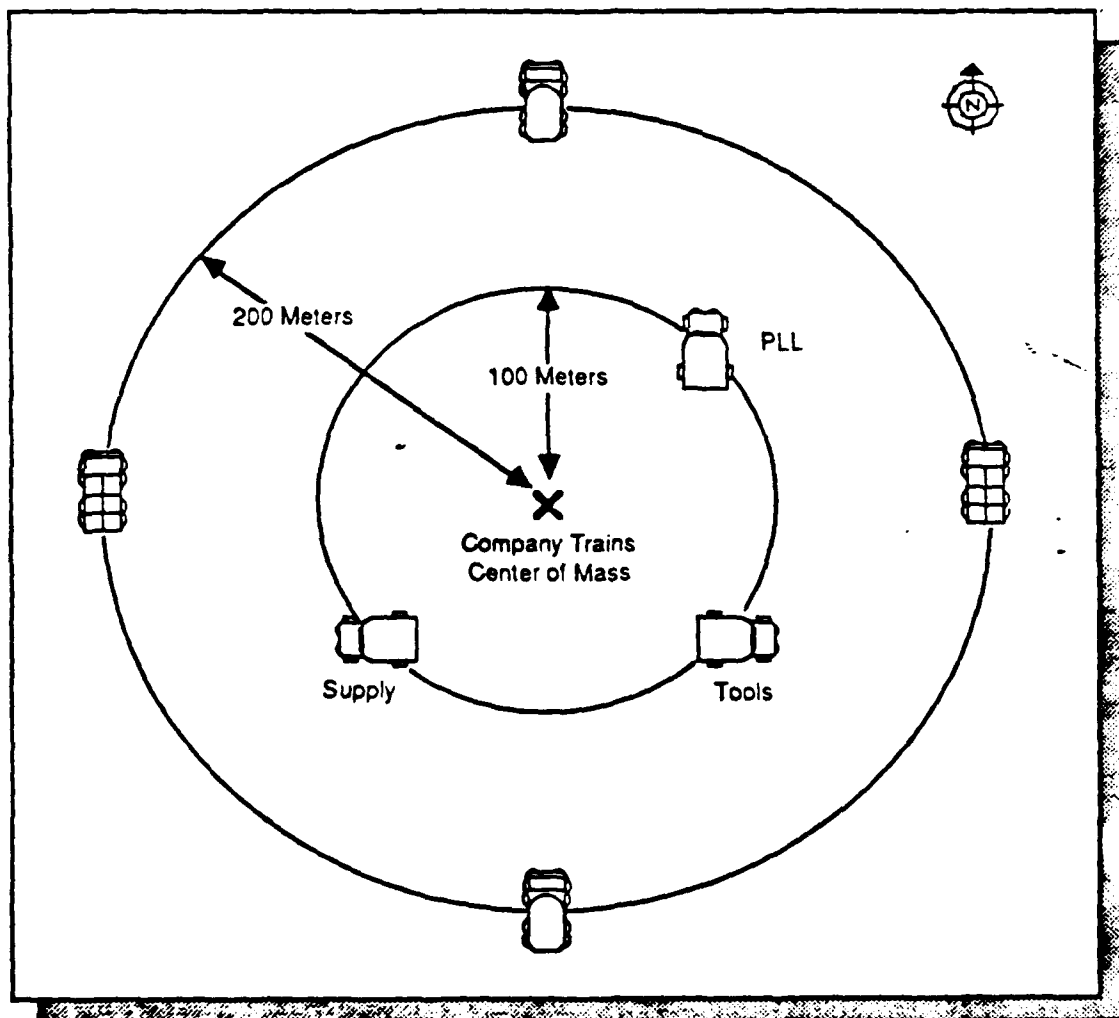 N
200 Meters
PLL
100 Meters
Company Trains
Center of Mass
Supply
Tools